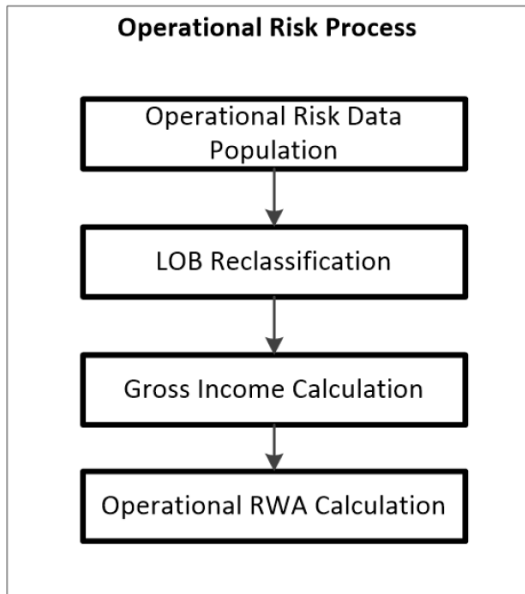 Operational Risk Process
Operational Risk Data
Population
LOB Reclassification
Gross Income Calculation
Operational RWA Calculation